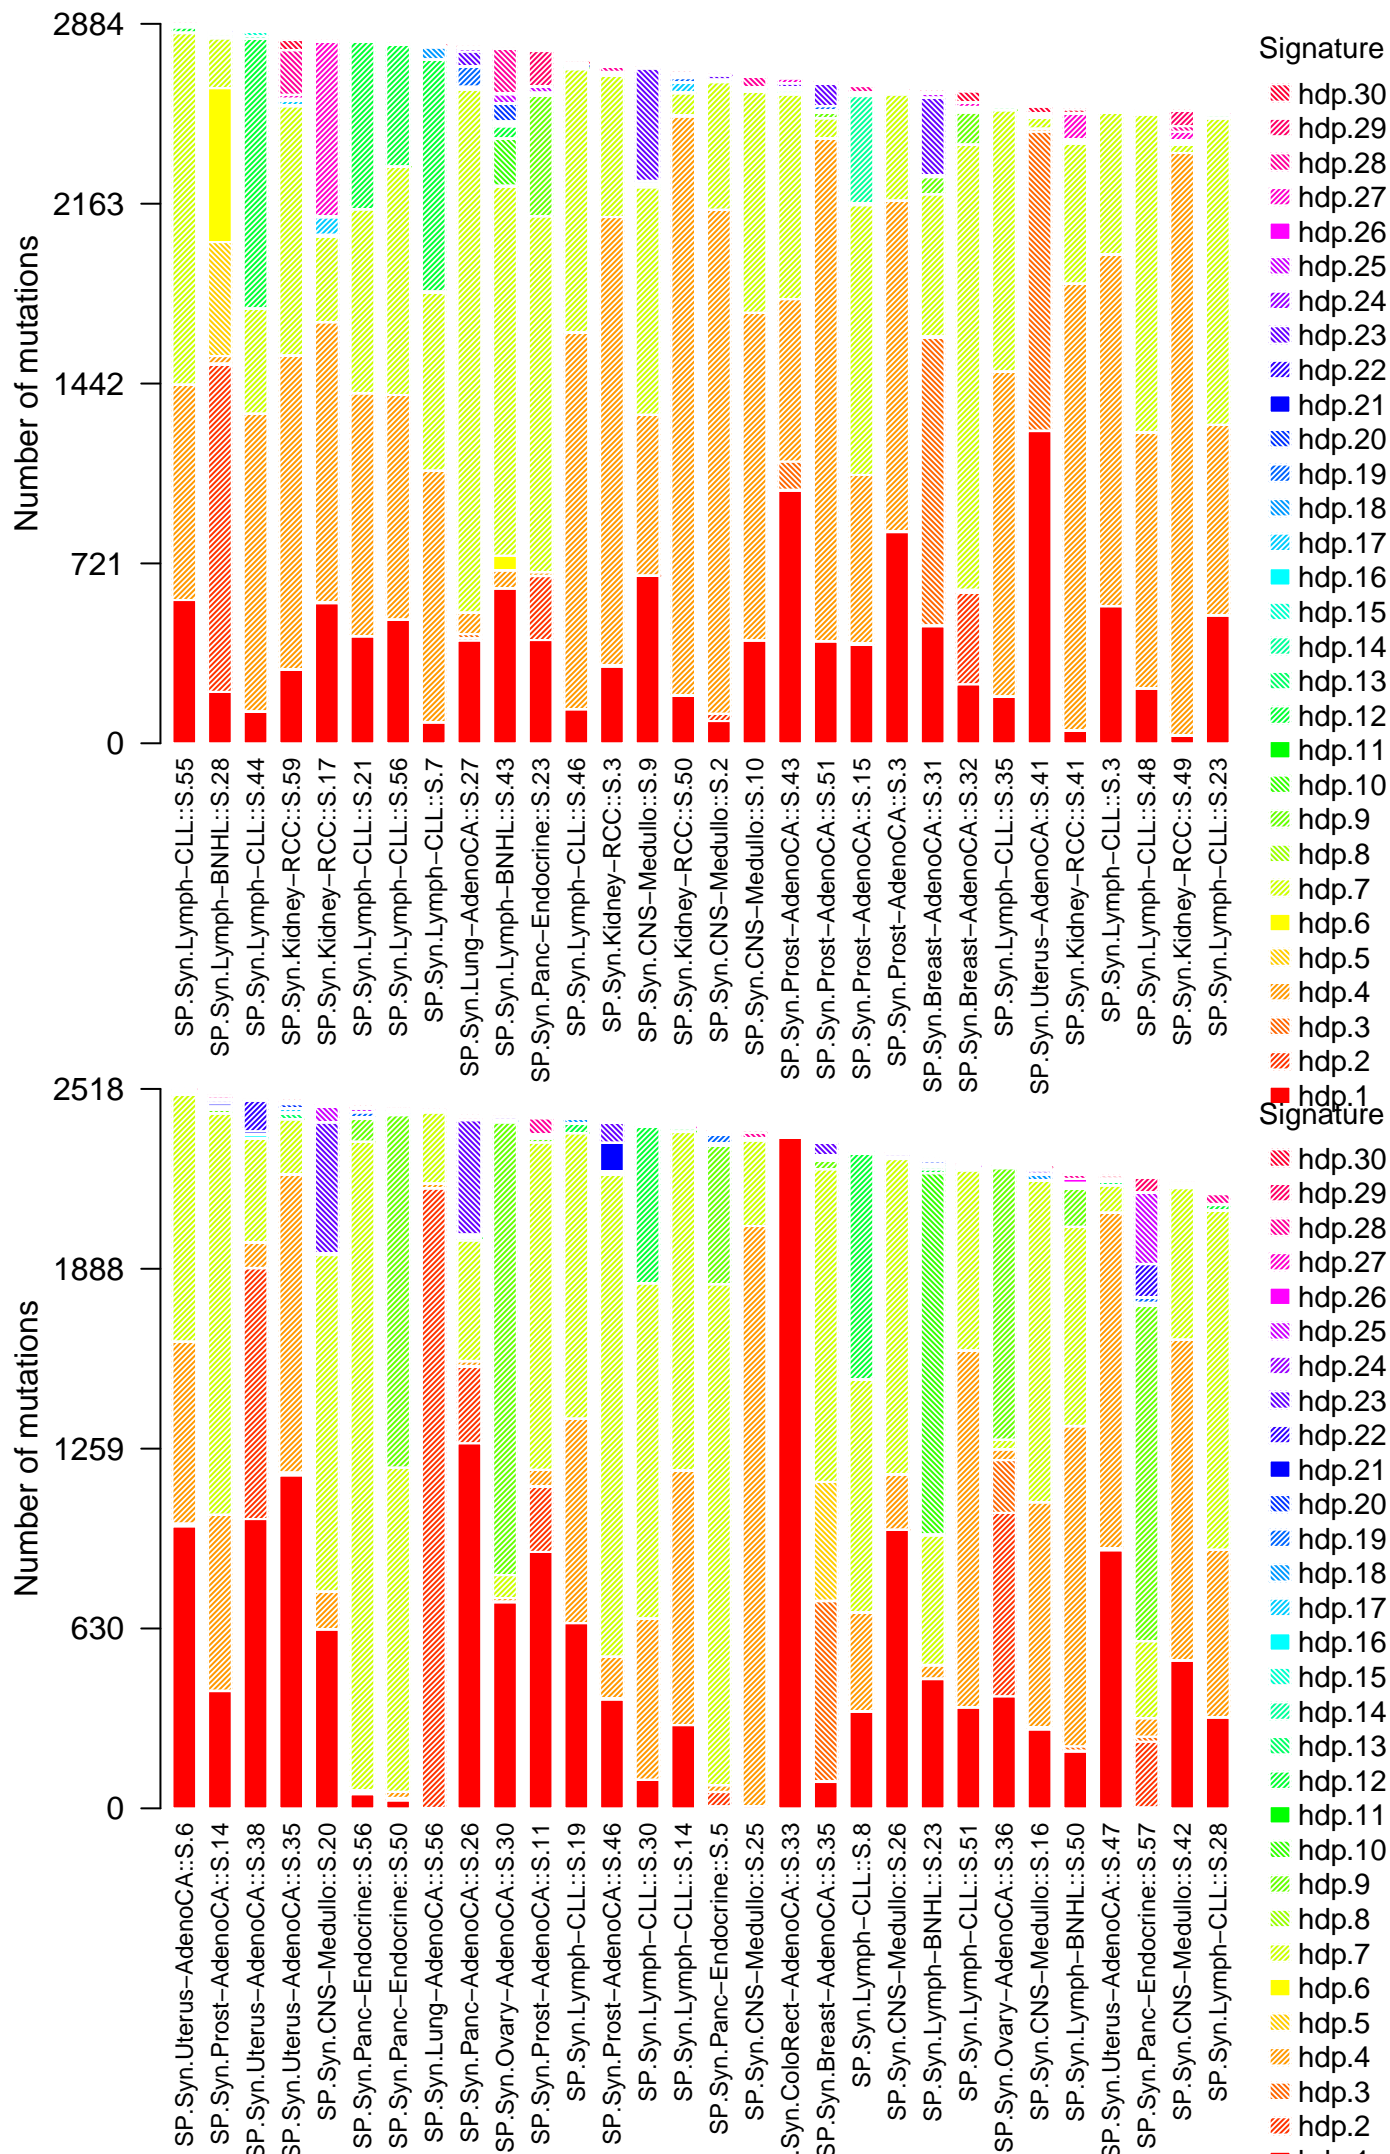 Number of mutations
2884
2163
1442
721
0
SP.Syn.Lymph−CLL::S.55
SP.Syn.Lymph−BNHL::S.28
SP.Syn.Lymph−CLL::S.44
SP.Syn.Kidney−RCC::S.59
SP.Syn.Kidney−RCC::S.17
SP.Syn.Lymph−CLL::S.21
SP.Syn.Lymph−CLL::S.56
SP.Syn.Lymph−CLL::S.7
SP.Syn.Lung−AdenoCA::S.27
SP.Syn.Lymph−BNHL::S.43
SP.Syn.Panc−Endocrine::S.23
SP.Syn.Lymph−CLL::S.46
SP.Syn.Kidney−RCC::S.3
SP.Syn.CNS−Medullo::S.9
SP.Syn.Kidney−RCC::S.50
SP.Syn.CNS−Medullo::S.2
SP.Syn.CNS−Medullo::S.10
SP.Syn.Prost−AdenoCA::S.43
SP.Syn.Prost−AdenoCA::S.51
SP.Syn.Prost−AdenoCA::S.15
SP.Syn.Prost−AdenoCA::S.3
SP.Syn.Breast−AdenoCA::S.31
SP.Syn.Breast−AdenoCA::S.32
SP.Syn.Lymph−CLL::S.35
SP.Syn.Uterus−AdenoCA::S.41
SP.Syn.Kidney−RCC::S.41
SP.Syn.Lymph−CLL::S.3
SP.Syn.Lymph−CLL::S.48
SP.Syn.Kidney−RCC::S.49
SP.Syn.Lymph−CLL::S.23
Signature
hdp.30
hdp.29
hdp.28
hdp.27
hdp.26
hdp.25
hdp.24
hdp.23
hdp.22
hdp.21
hdp.20
hdp.19
hdp.18
hdp.17
hdp.16
hdp.15
hdp.14
hdp.13
hdp.12
hdp.11
hdp.10
hdp.9
hdp.8
hdp.7
hdp.6
hdp.5
hdp.4
hdp.3
hdp.2
hdp.1
Number of mutations
2518
1888
1259
630
0
SP.Syn.Uterus−AdenoCA::S.6
SP.Syn.Prost−AdenoCA::S.14
SP.Syn.Uterus−AdenoCA::S.38
SP.Syn.Uterus−AdenoCA::S.35
SP.Syn.CNS−Medullo::S.20
SP.Syn.Panc−Endocrine::S.56
SP.Syn.Panc−Endocrine::S.50
SP.Syn.Lung−AdenoCA::S.56
SP.Syn.Panc−AdenoCA::S.26
SP.Syn.Ovary−AdenoCA::S.30
SP.Syn.Prost−AdenoCA::S.11
SP.Syn.Lymph−CLL::S.19
SP.Syn.Prost−AdenoCA::S.46
SP.Syn.Lymph−CLL::S.30
SP.Syn.Lymph−CLL::S.14
SP.Syn.Panc−Endocrine::S.5
SP.Syn.CNS−Medullo::S.25
.Syn.ColoRect−AdenoCA::S.33
SP.Syn.Breast−AdenoCA::S.35
SP.Syn.Lymph−CLL::S.8
SP.Syn.CNS−Medullo::S.26
SP.Syn.Lymph−BNHL::S.23
SP.Syn.Lymph−CLL::S.51
SP.Syn.Ovary−AdenoCA::S.36
SP.Syn.CNS−Medullo::S.16
SP.Syn.Lymph−BNHL::S.50
SP.Syn.Uterus−AdenoCA::S.47
SP.Syn.Panc−Endocrine::S.57
SP.Syn.CNS−Medullo::S.42
SP.Syn.Lymph−CLL::S.28
Signature
hdp.30
hdp.29
hdp.28
hdp.27
hdp.26
hdp.25
hdp.24
hdp.23
hdp.22
hdp.21
hdp.20
hdp.19
hdp.18
hdp.17
hdp.16
hdp.15
hdp.14
hdp.13
hdp.12
hdp.11
hdp.10
hdp.9
hdp.8
hdp.7
hdp.6
hdp.5
hdp.4
hdp.3
hdp.2